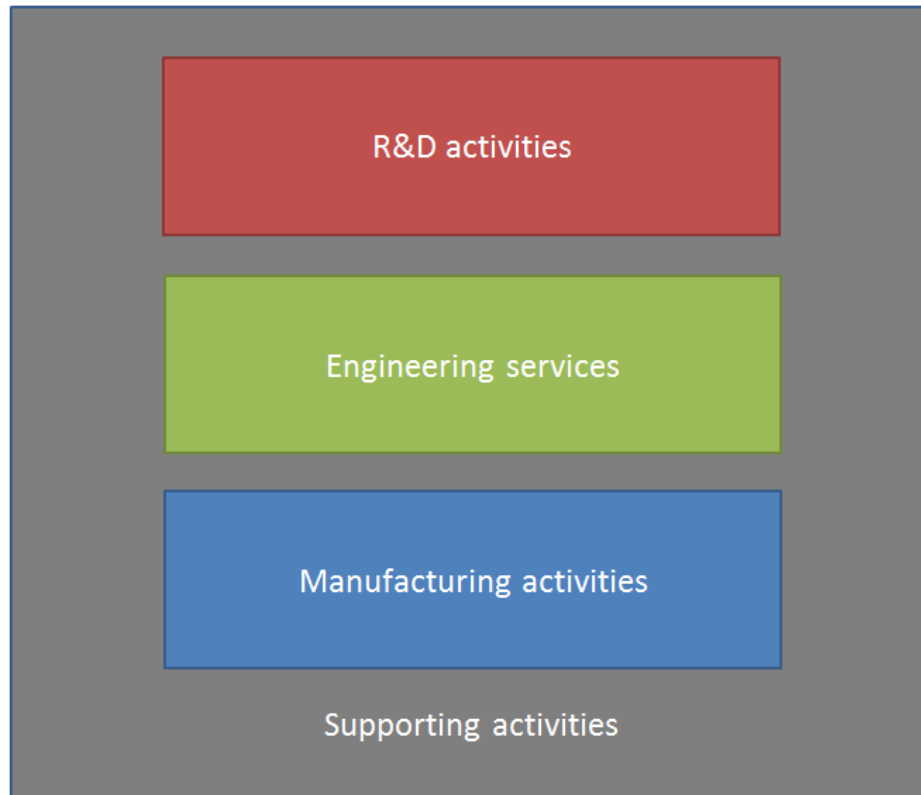 R&D activities
Engineering services
Manufacturing activities
Supporting activities